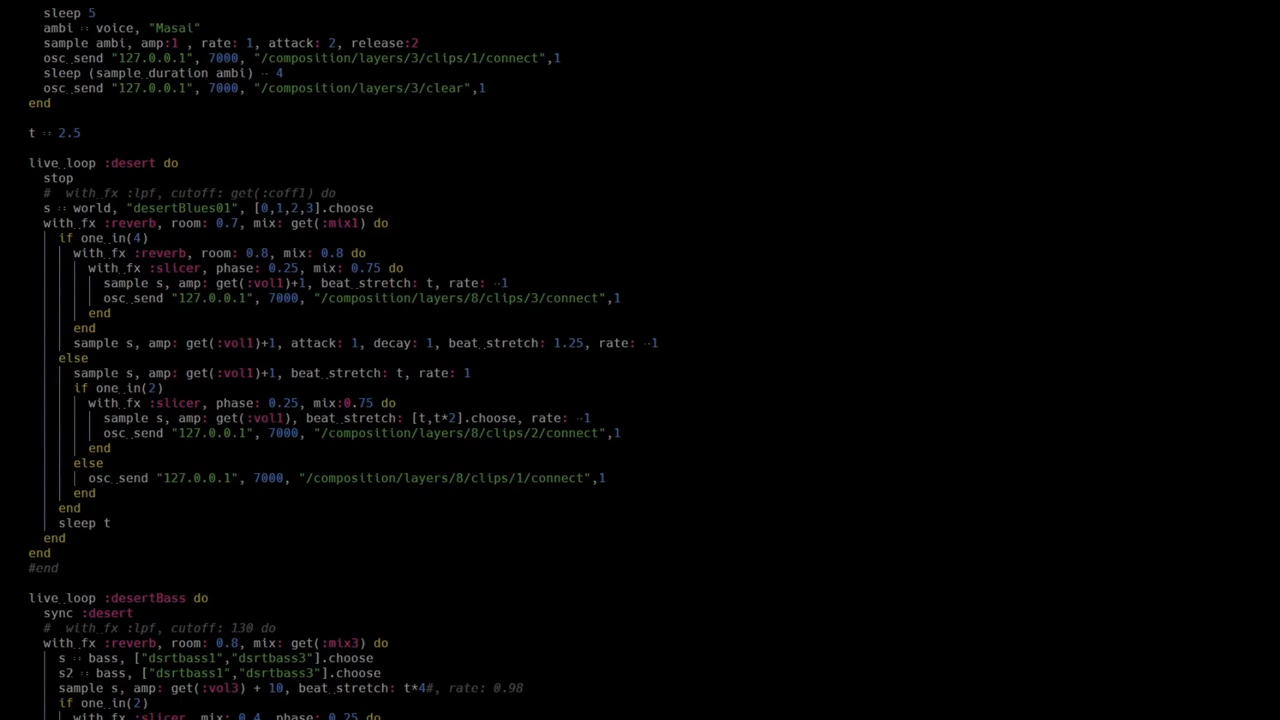 sleep 5
ambi = voice, "Masai"
sample ambi, amp:1 , rate: 1, attack: 2, release:2
osc_send "127.0.0.1", 7000, "/composition/layers/3/clips/1/connect",1
sleep (sample_duration ambi) - 4
osc_send "127.0.0.1", 7000, "/composition/layers/3/clear",1
end
t = 2.5
live_loop :desert do
stop
#  with_fx :lpf, cutoff: get(:coff1) do
s = world, "desertBlues01", [0,1,2,3].choose
with_fx :reverb, room: 0.7, mix: get(:mix1) do
if one_in(4)
with_fx :reverb, room: 0.8, mix: 0.8 do
with_fx :slicer, phase: 0.25, mix: 0.75 do
sample s, amp: get(:vol1)+1, beat_stretch: t, rate: -1
osc_send "127.0.0.1", 7000, "/composition/layers/8/clips/3/connect",1
end
end
sample s, amp: get(:vol1)+1, attack: 1, decay: 1, beat_stretch: 1.25, rate: -1
else
sample s, amp: get(:vol1)+1, beat_stretch: t, rate: 1
if one_in(2)
with_fx :slicer, phase: 0.25, mix:0.75 do
sample s, amp: get(:vol1), beat_stretch: [t,t*2].choose, rate: -1
osc_send "127.0.0.1", 7000, "/composition/layers/8/clips/2/connect",1
end
else
osc_send "127.0.0.1", 7000, "/composition/layers/8/clips/1/connect",1
end
end
sleep t
end
end
#end
live_loop :desertBass do
sync :desert
#  with_fx :lpf, cutoff: 130 do
with_fx :reverb, room: 0.8, mix: get(:mix3) do
s = bass, ["dsrtbass1","dsrtbass3"].choose
s2 = bass, ["dsrtbass1","dsrtbass3"].choose
sample s, amp: get(:vol3) + 10, beat_stretch: t*4#, rate: 0.98
if one_in(2)
with_fx :slicer, mix: 0.4, phase: 0.25 do